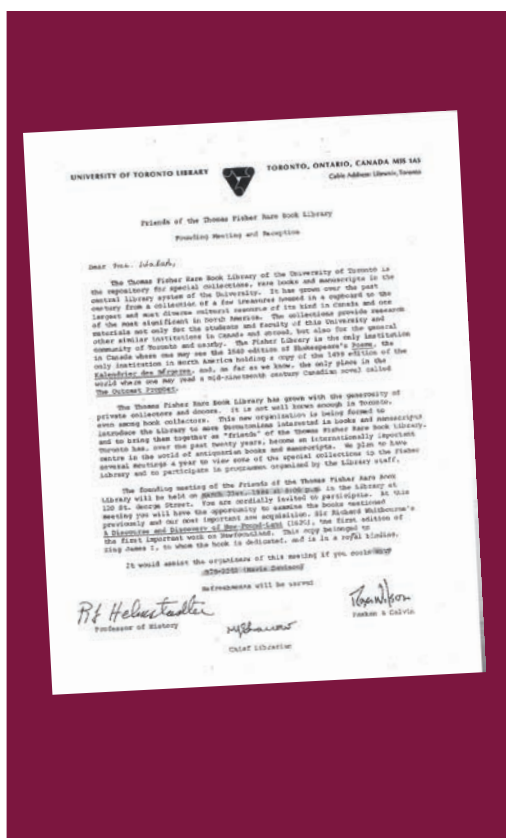 UNIVERSITY OF TORONTO LIBRARY
TORONTO, ONTARIO, CANADA M5S 1A5
Cable Address: Utormis, Toronto
Friends of the Thomas Fisher Rare Book Library
Founding Meeting and Reception
Dear
The Thomas Fisher Rare Book Library of the University of Toronto is
the repository for special collections, rare books and manuscripts in the
central library system of the University. It has grown over the past
century from a collection of a few treasures housed in a cupboard to the
largest and most diverse cultural resource of its kind in Canada and one
of the most significant in North America. The collections provide research
materials not only for the students and faculty of this University and
other similar institutions in Canada and abroad, but also for the general
community of Toronto and nearby. The Fisher Library is the only institution
in Canada where one may see the 1640 edition of Shakespeare's Poems, the
only institution in North America holding a copy of the 1499 edition of the
Kalendrier des Bergeres, and, so far as we know, the only place in the
world where one may read a mid-nineteenth century Canadian novel called
The Outcast Prophet.
The Thomas Fisher Rare Book Library has grown with the generosity of
private collectors and donors. It is not well known enough in Toronto,
even among book collectors. This new organization is being formed to
introduce the Library to more Torontonians interested in books and manuscripts
and to bring them together as "friends" of the Thomas Fisher Rare Book Library.
Toronto has, over the past twenty years, become an internationally important
centre in the world of antiquarian books and manuscripts. We plan to have
several meetings a year to view some of the special collections in the Fisher
Library and to participate in programmes organized by the Library staff.
The founding meeting of the Friends of the Thomas Fisher Rare Book
Library will be held on March 22nd, 1984 at 8:00 p.m. in the Library at
120 St. George Street. You are cordially invited to participate. At this
meeting you will have the opportunity to examine the books mentioned
previously and our most important new acquisition, Sir Richard Whitbourne's
A Discourse and Discovery of New-Found-Land (1620), the first edition of
the first important work on Newfoundland. This copy belonged to
King James I, to whom the book is dedicated, and is in a royal binding.
It would assist the organizers of this meeting if you could
Refreshments will be served
Professor of History
Chief Librarian